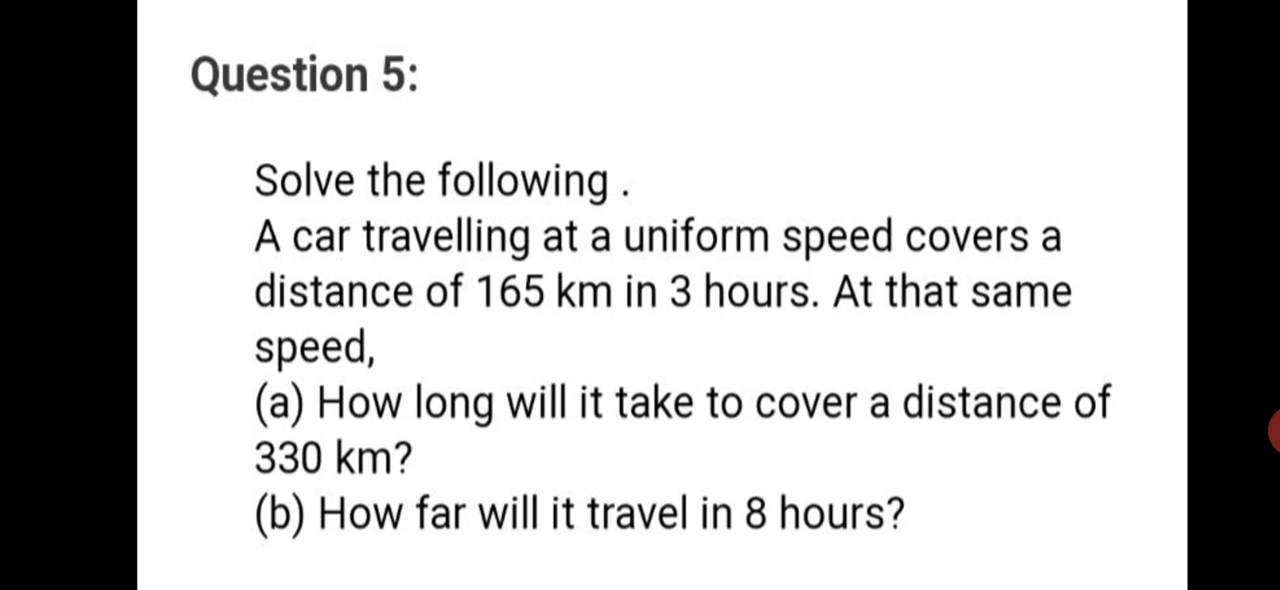 Question 5:
Solve the following .
A car travelling at a uniform speed covers a
distance of 165 km in 3 hours. At that same
speed,
(a) How long will it take to cover a distance of
330 km?
(b) How far will it travel in 8 hours?